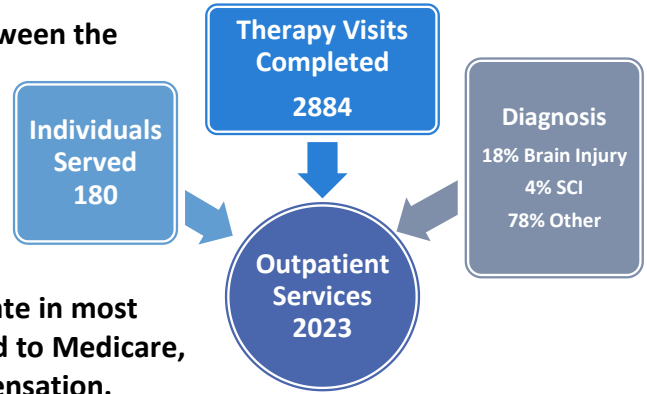 ween the
Therapy Visits
Completed
2884
Individuals
Served
180
Diagnosis
18% Brain Injury
4% SCI
78% Other
Outpatient
Services
2023
ate in most
d to Medicare,
ensation.